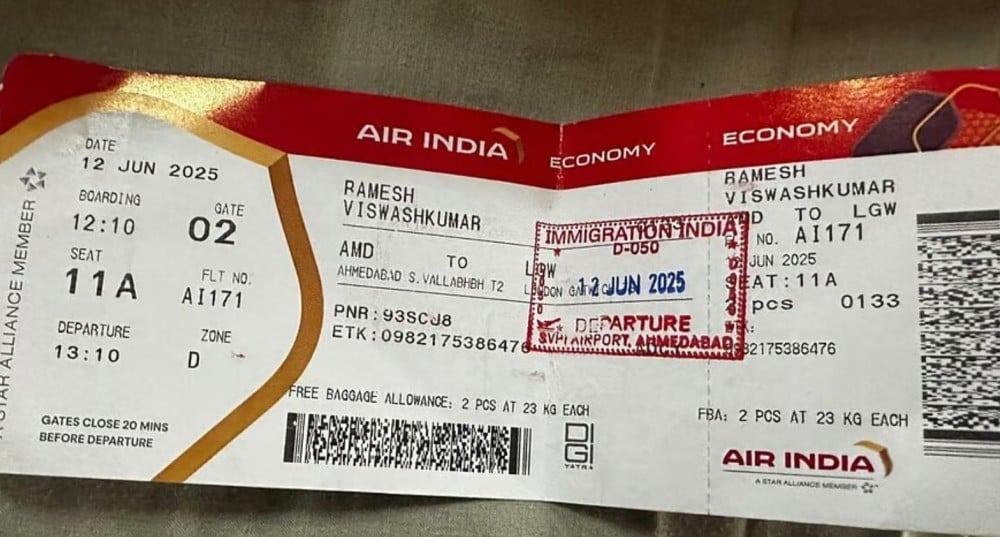 A STAR ALLIANCE MEMBER
DATE
12 JUN 2025
BOARDING
12:10
GATE
02
SEAT
11A
FLT NO.
AI171
DEPARTURE
13:10
ZONE
D
GATES CLOSE 20 MINS
BEFORE DEPARTURE
AIR INDIA
ECONOMY
RAMESH
VISWASHKUMAR
AMD TO LGW
AHMEDABAD S.VALLABHBH T2
PNR:93SCJ8
ETK:0982175386476
FREE BAGGAGE ALLOWANCE: 2 PCS AT 23 KG EACH
DIGI
YATRA
IMMIGRATION INDIA
D-050
12 JUN 2025
DEPARTURE
SVPI AIRPORT, AHMEDABAD
ECONOMY
RAMESH
VISWASHKUMAR
D TO LGW
NO. AI171
JUN 2025
SEAT:11A
pcs 0133
82175386476
FBA: 2 PCS AT 23 KG EACH
AIR INDIA
A STAR ALLIANCE MEMBER